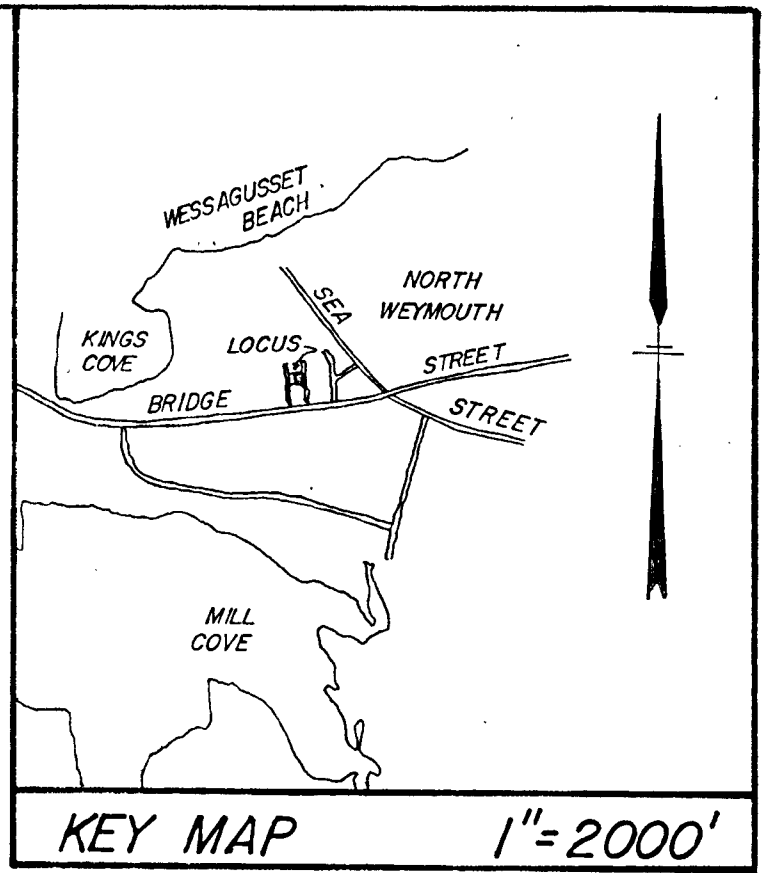 WESSAGUSSET
BEACH
NORTH
WEYMOUTH
SEA
KINGS
COVE
LOCUS
STREET
BRIDGE
STREET
MILL
COVE
KEY MAP 1"=2000'